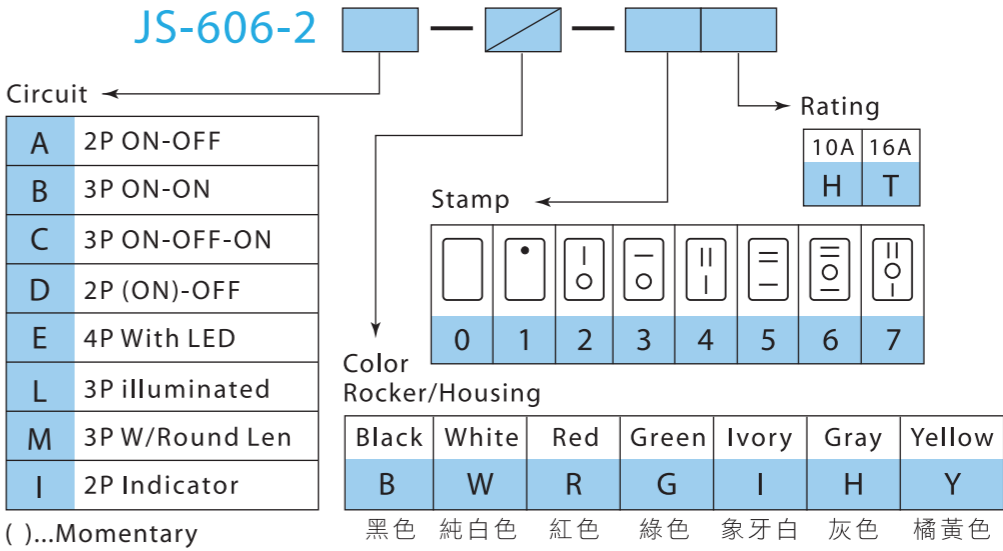 JS-606-2
Circuit
A 2P ON-OFF
B 3P ON-ON
C 3P ON-OFF-ON
D 2P (ON)-OFF
E 4P With LED
L 3P illuminated
M 3P W/Round Len
I 2P Indicator
( )...Momentary
Rating
10A 16A
H T
Stamp
0 1 2 3 4 5 6 7
Color
Rocker/Housing
Black White Red Green Ivory Gray Yellow
B W R G I H Y
黑色 純白色 紅色 綠色 象牙白 灰色 橘黃色